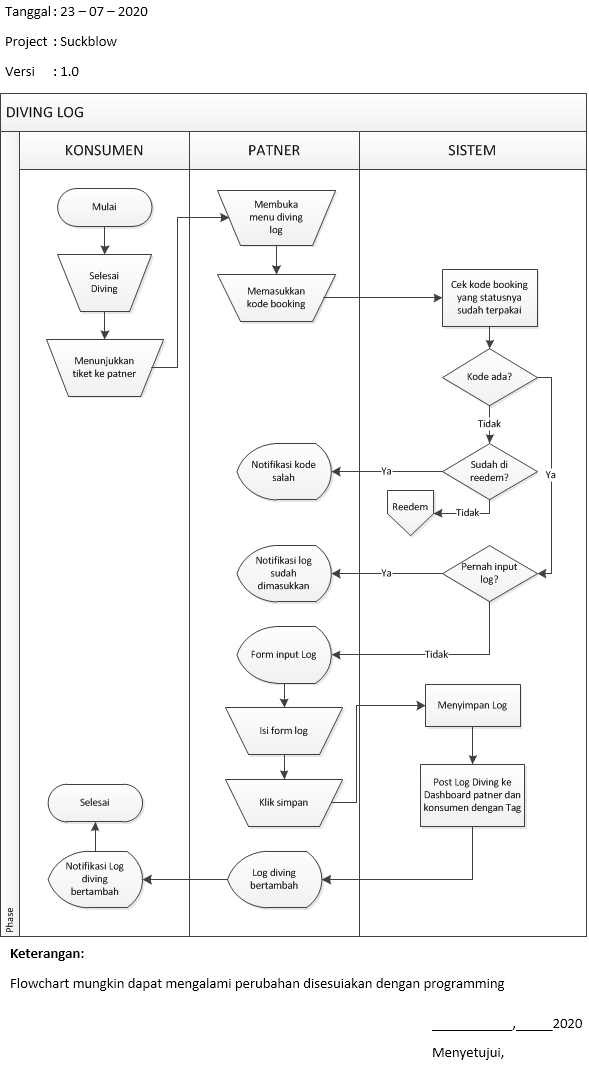 Tanggal : 23 – 07 – 2020
Project : Suckblow
Versi : 1.0
DIVING LOG
KONSUMEN
PATNER
SISTEM
Mulai
Selesai
Diving
Menunjukkan
tiket ke patner
Membuka
menu diving
log
Memasukkan
kode booking
Cek kode booking
yang statusnya
sudah terpakai
Kode ada?
Tidak
Ya
Sudah di
reedem?
Ya
Notifikasi kode
salah
Tidak
Reedem
Pernah input
log?
Ya
Notifikasi log
sudah
dimasukkan
Tidak
Form input Log
Isi form log
Klik simpan
Menyimpan Log
Post Log Diving ke
Dashboard patner dan
konsumen dengan Tag
Log diving
bertambah
Notifikasi Log
diving
bertambah
Selesai
Phase
Keterangan:
Flowchart mungkin dapat mengalami perubahan disesuiakan dengan programming
___________,_____2020
Menyetujui,